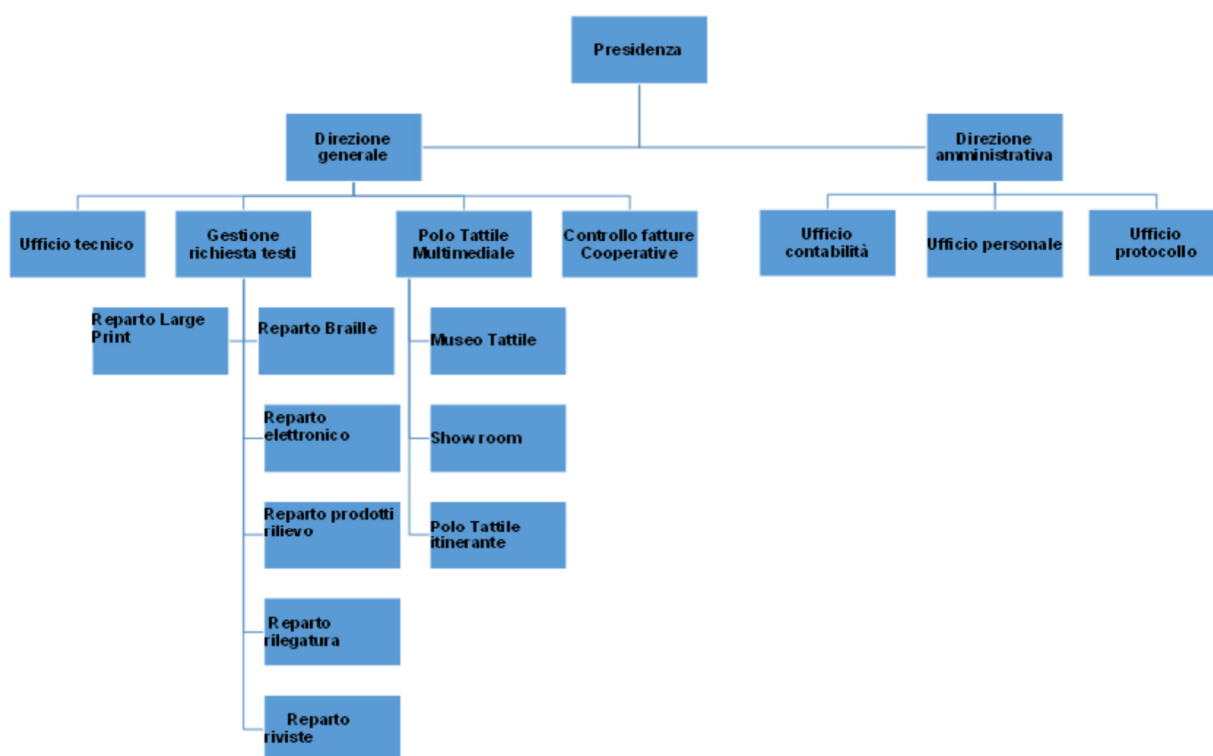 Presidenza
Direzione
generale
Direzione
amministrativa
Ufficio tecnico
Gestione
richiesta testi
Polo Tattile
Multimediale
Controllo fatture
Cooperative
Ufficio
contabilità
Ufficio personale
Ufficio
protocollo
Reparto Large
Print
Reparto Braille
Museo Tattile
Reparto
elettronico
Show room
Reparto prodotti
rilievo
Polo Tattile
itinerante
Reparto
rilegatura
Reparto
riviste